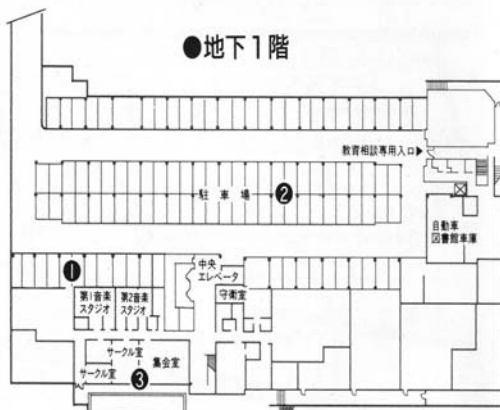 ●地下1階
教育相談専用入口▶
駐車場 ❷
自動車
図書館車庫
❶
中央
エレベータ
守衛室
第1音楽
スタジオ
第2音楽
スタジオ
サークル室
集会室
サークル室
❸